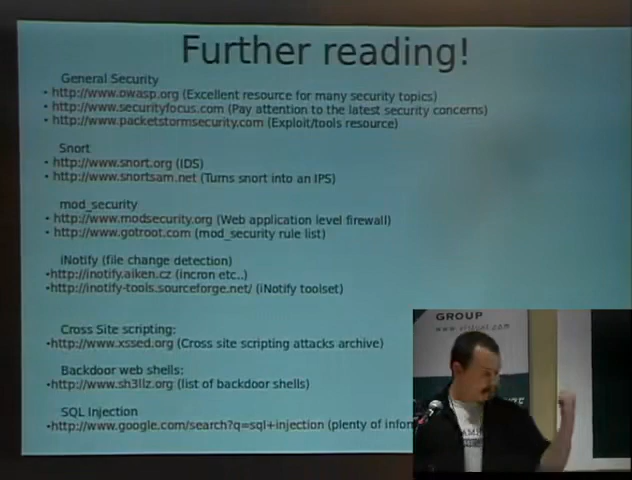 Further reading!
General Security
• http://www.owasp.org (Excellent resource for many security topics)
• http://www.securityfocus.com (Pay attention to the latest security concerns)
• http://www.packetstormsecurity.com (Exploit/tools resource)
Snort
• http://www.snort.org (IDS)
• http://www.snortsam.net (Turns snort into an IPS)
mod_security
• http://www.modsecurity.org (Web application level firewall)
• http://www.gotroot.com (mod_security rule list)
iNotify (file change detection)
•http://inotify.aiken.cz (incron etc..)
•http://inotify-tools.sourceforge.net/ (iNotify toolset)
Cross Site scripting:
•http://www.xssed.org (Cross site scripting attacks archive)
Backdoor web shells:
•http://www.sh3llz.org (list of backdoor shells)
SQL Injection
•http://www.google.com/search?q=sql+injection (plenty of infor
GROUP